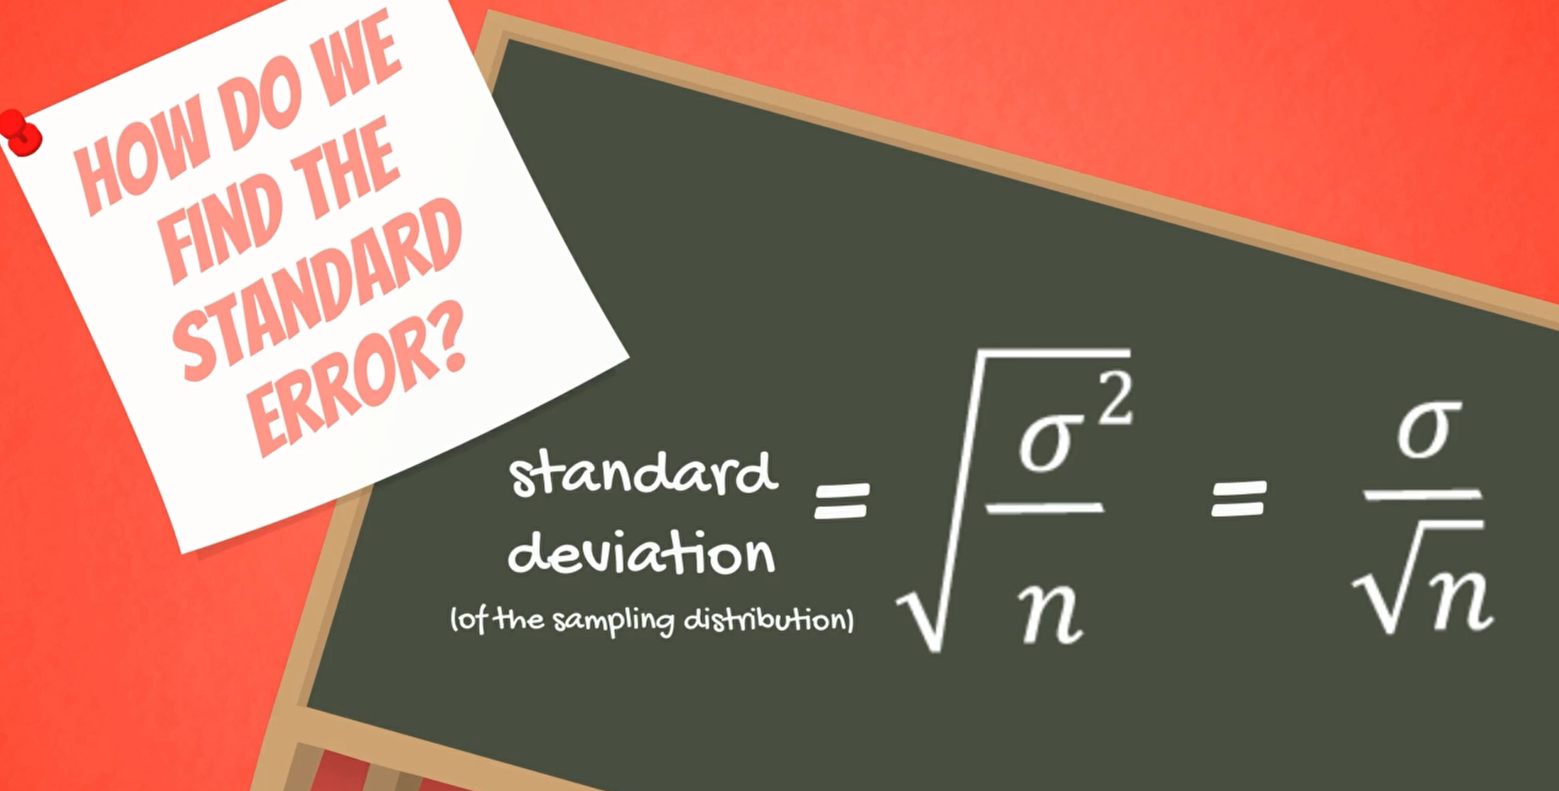 HOW DO WE
FIND THE
STANDARD
ERROR?
standard
deviation
(of the sampling distribution)
= √(σ²/n) = σ/√n